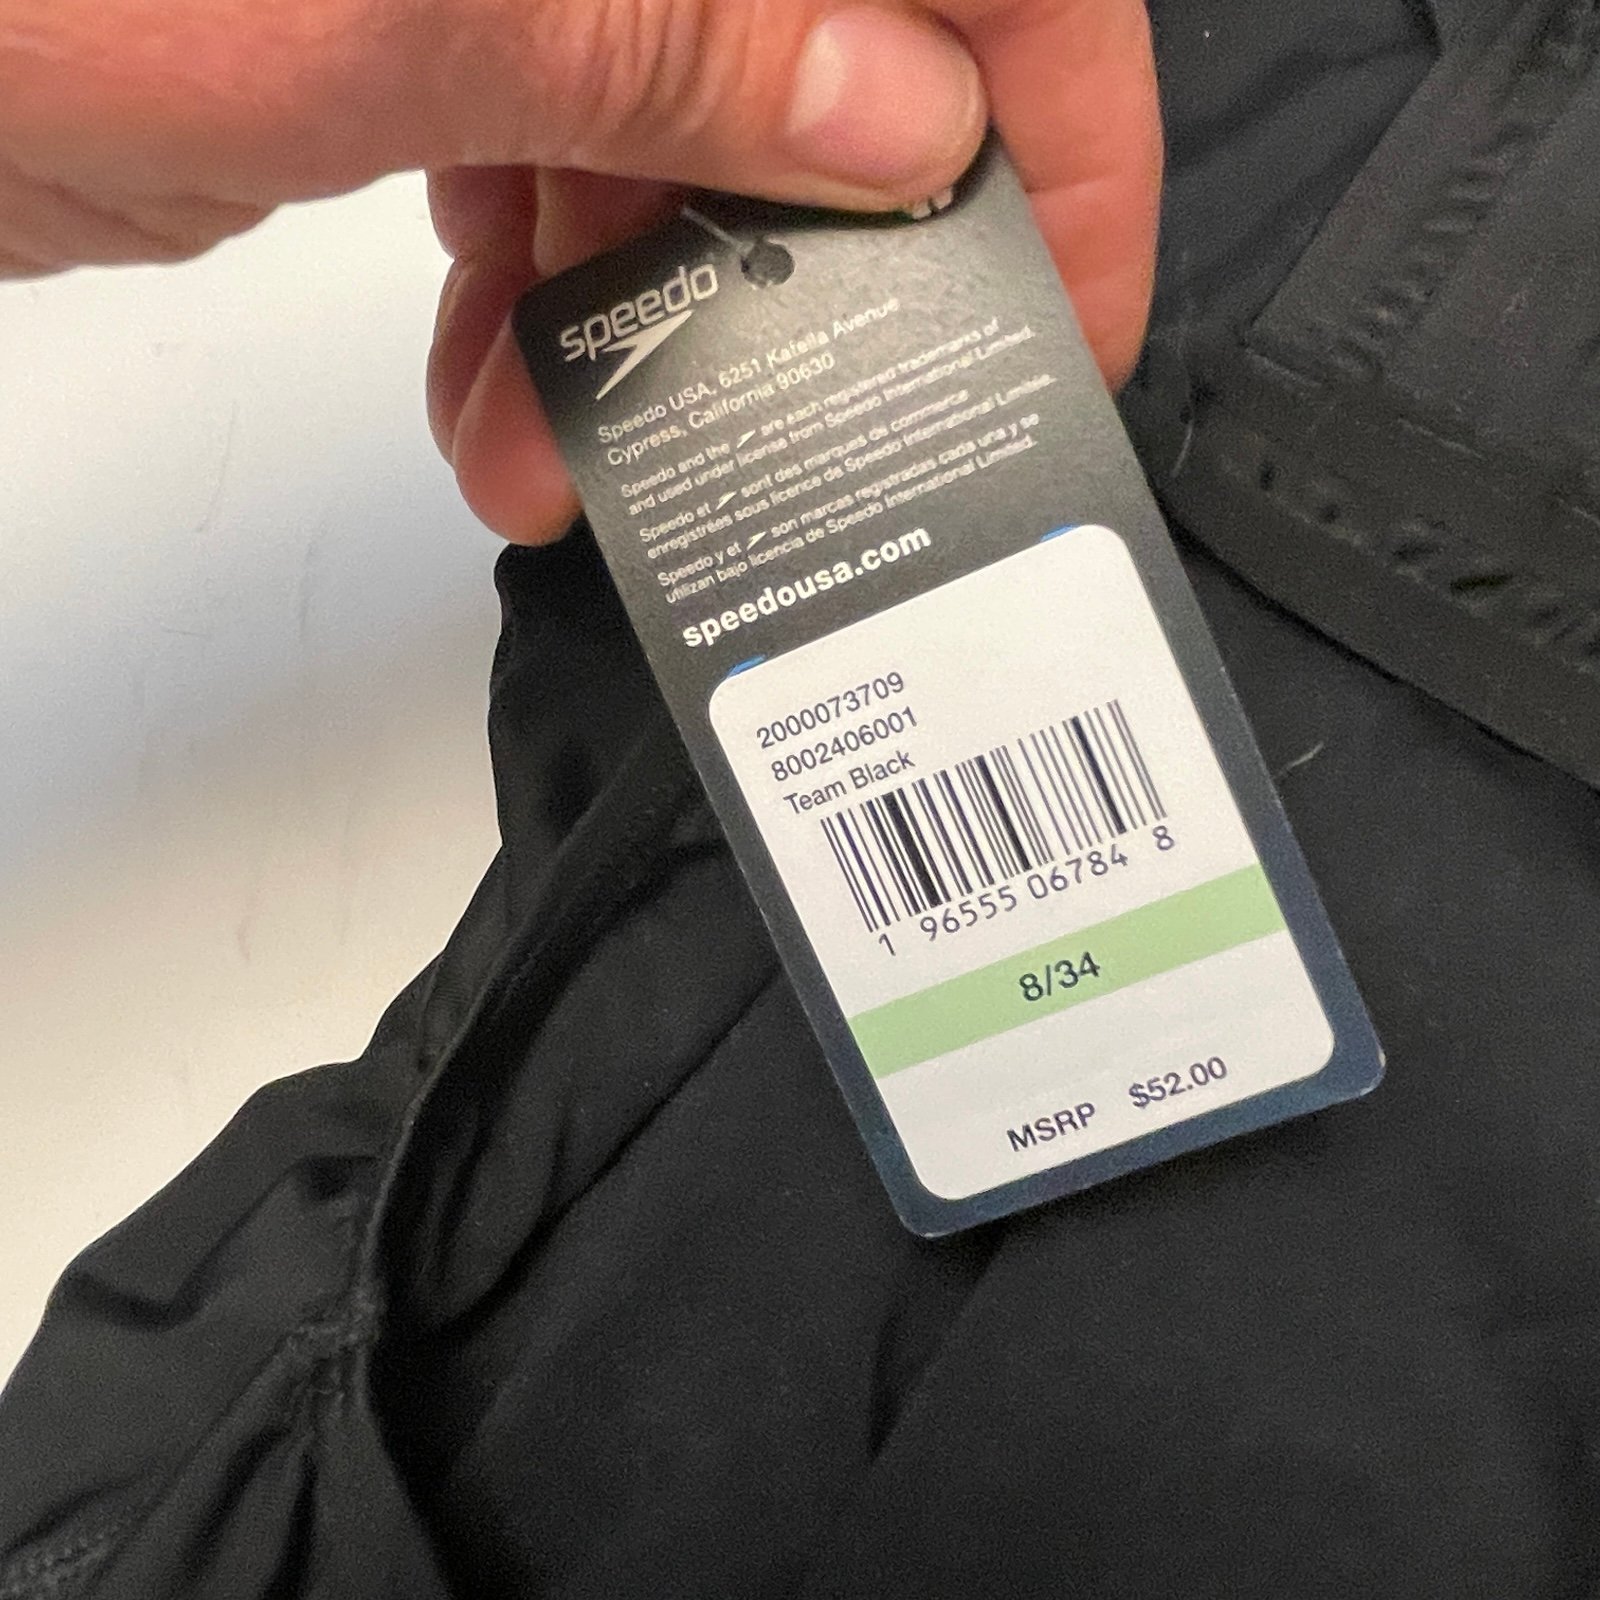 speedo
Speedo USA, 6251 Katella Avenue
Cypress, California 90630
Speedo and the are each registered trademarks of
and used under license from Speedo International Limited.
Speedo et sont des marques de commerce
enregistrées sous licence de Speedo International Limitée.
Speedo y et son marcas registradas cada una y se
utilizan bajo licencia de Speedo International Limited.
speedousa.com
2000073709
8002406001
Team Black
1 96555 06784 8
8/34
MSRP $52.00